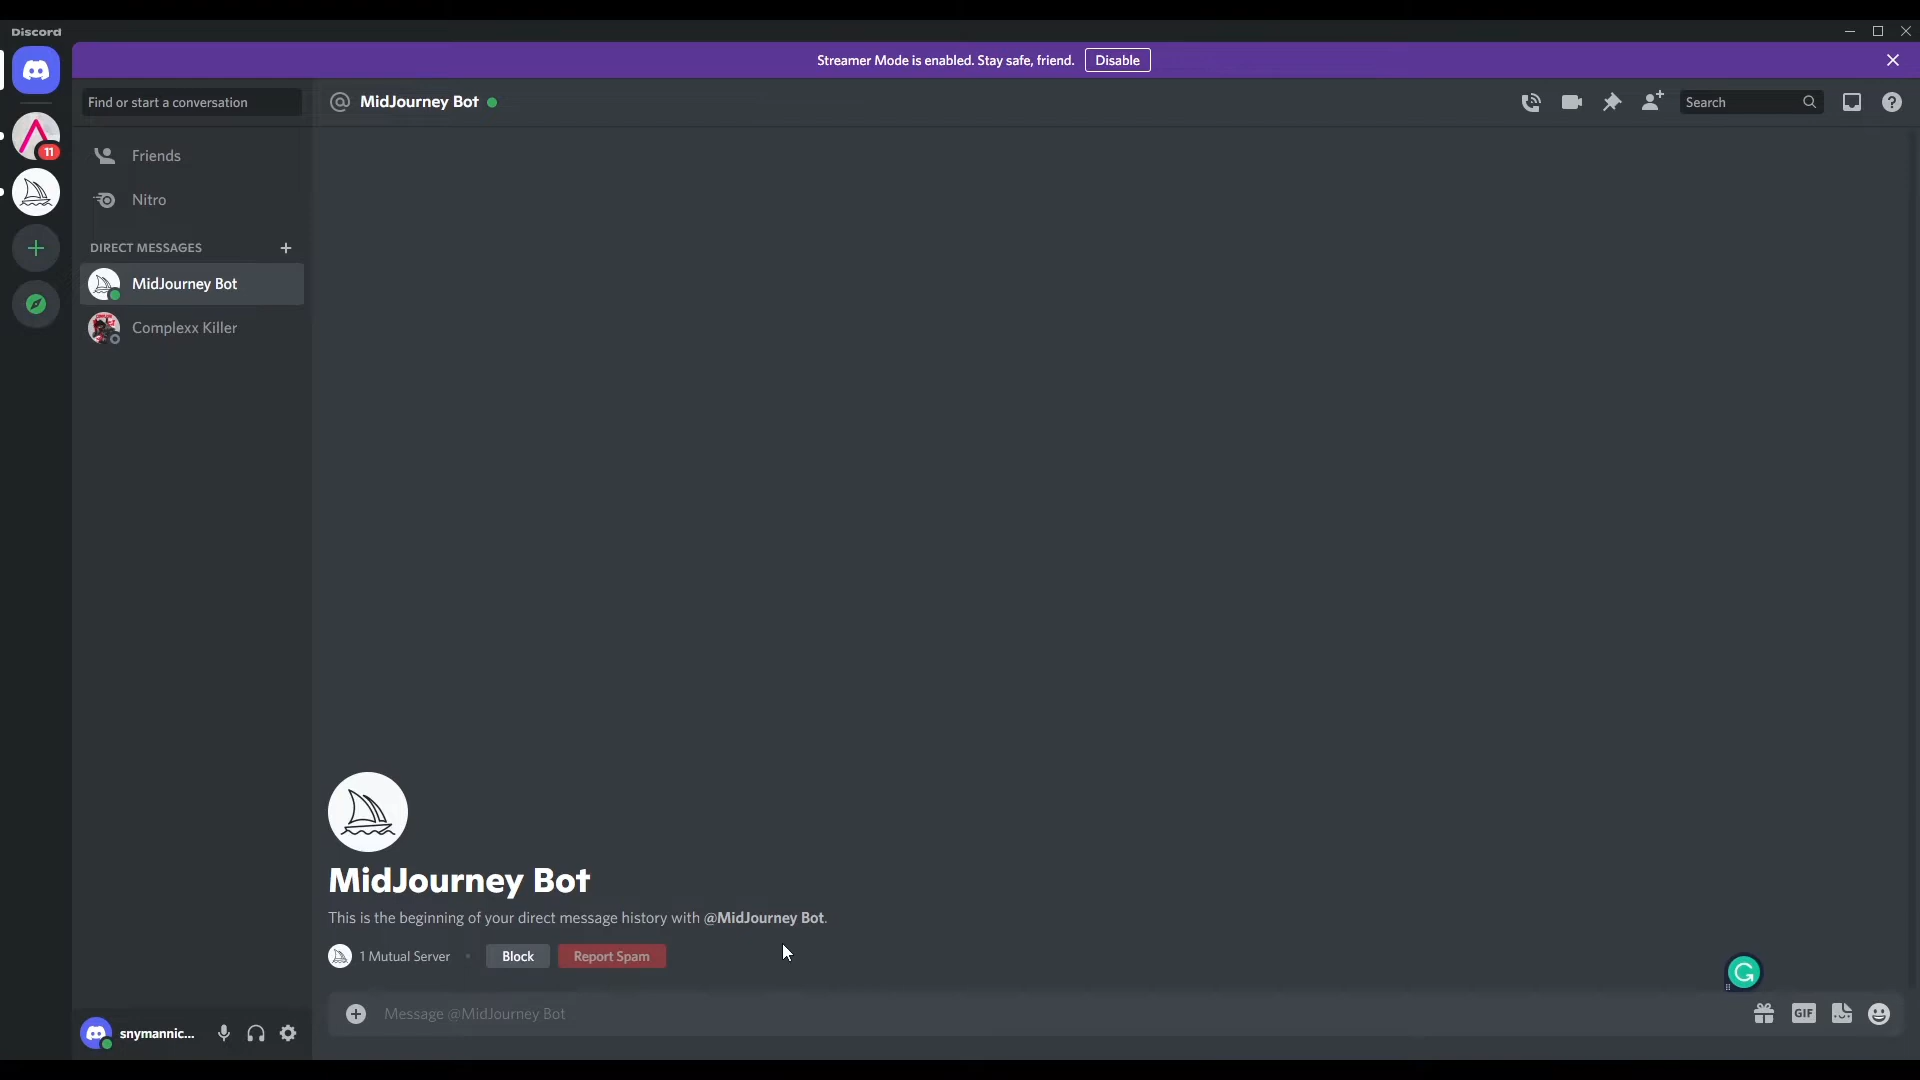 Discord
Streamer Mode is enabled. Stay safe, friend. Disable
Find or start a conversation
MidJourney Bot
Search
11
Friends
Nitro
DIRECT MESSAGES
MidJourney Bot
Complexx Killer
MidJourney Bot
This is the beginning of your direct message history with @MidJourney Bot.
1 Mutual Server
Block
Report Spam
Message @MidJourney Bot
GIF
snymannic...